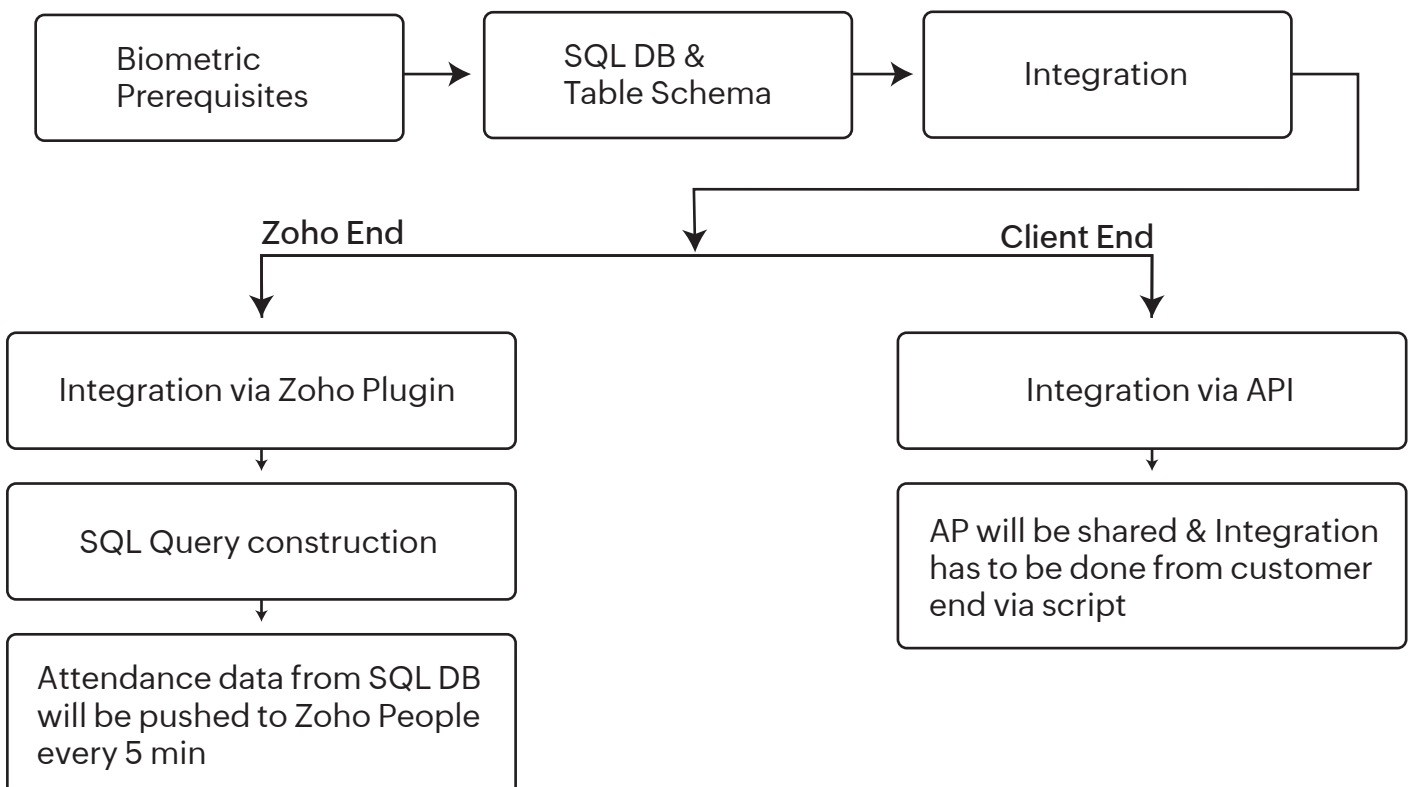 Biometric
Prerequisites
SQL DB &
Table Schema
Integration
Zoho End
Client End
Integration via Zoho Plugin
Integration via API
SQL Query construction
AP will be shared & Integration
has to be done from customer
end via script
Attendance data from SQL DB
will be pushed to Zoho People
every 5 min